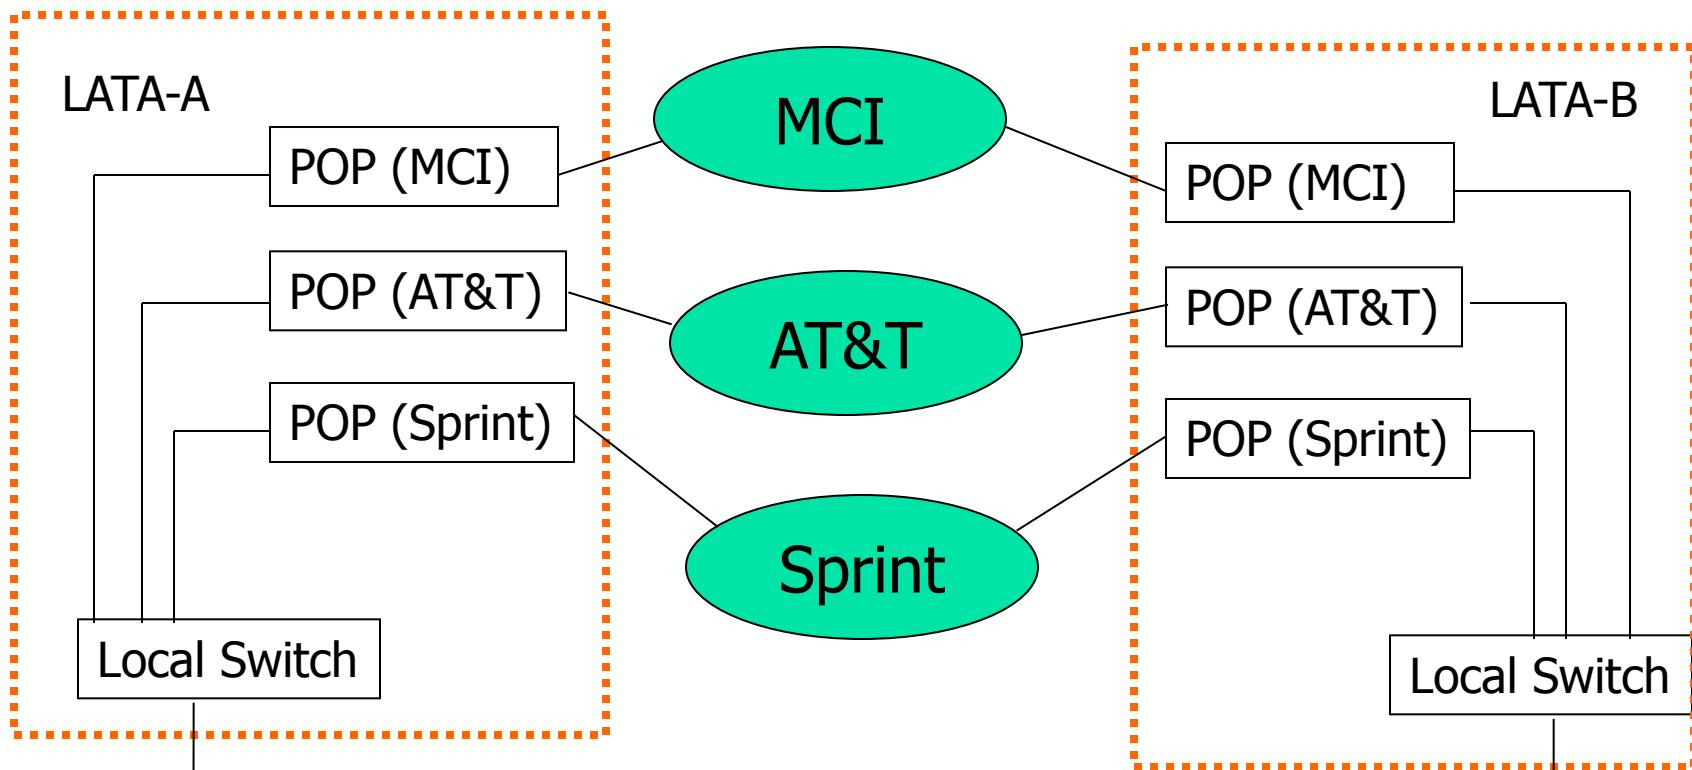 LATA-A
POP (MCI)
POP (AT&T)
POP (Sprint)
Local Switch
MCI
AT&T
Sprint
LATA-B
POP (MCI)
POP (AT&T)
POP (Sprint)
Local Switch